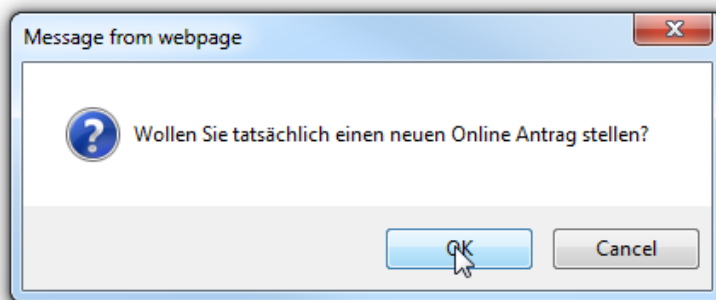 Message from webpage
Wollen Sie tatsächlich einen neuen Online Antrag stellen?
OK
Cancel